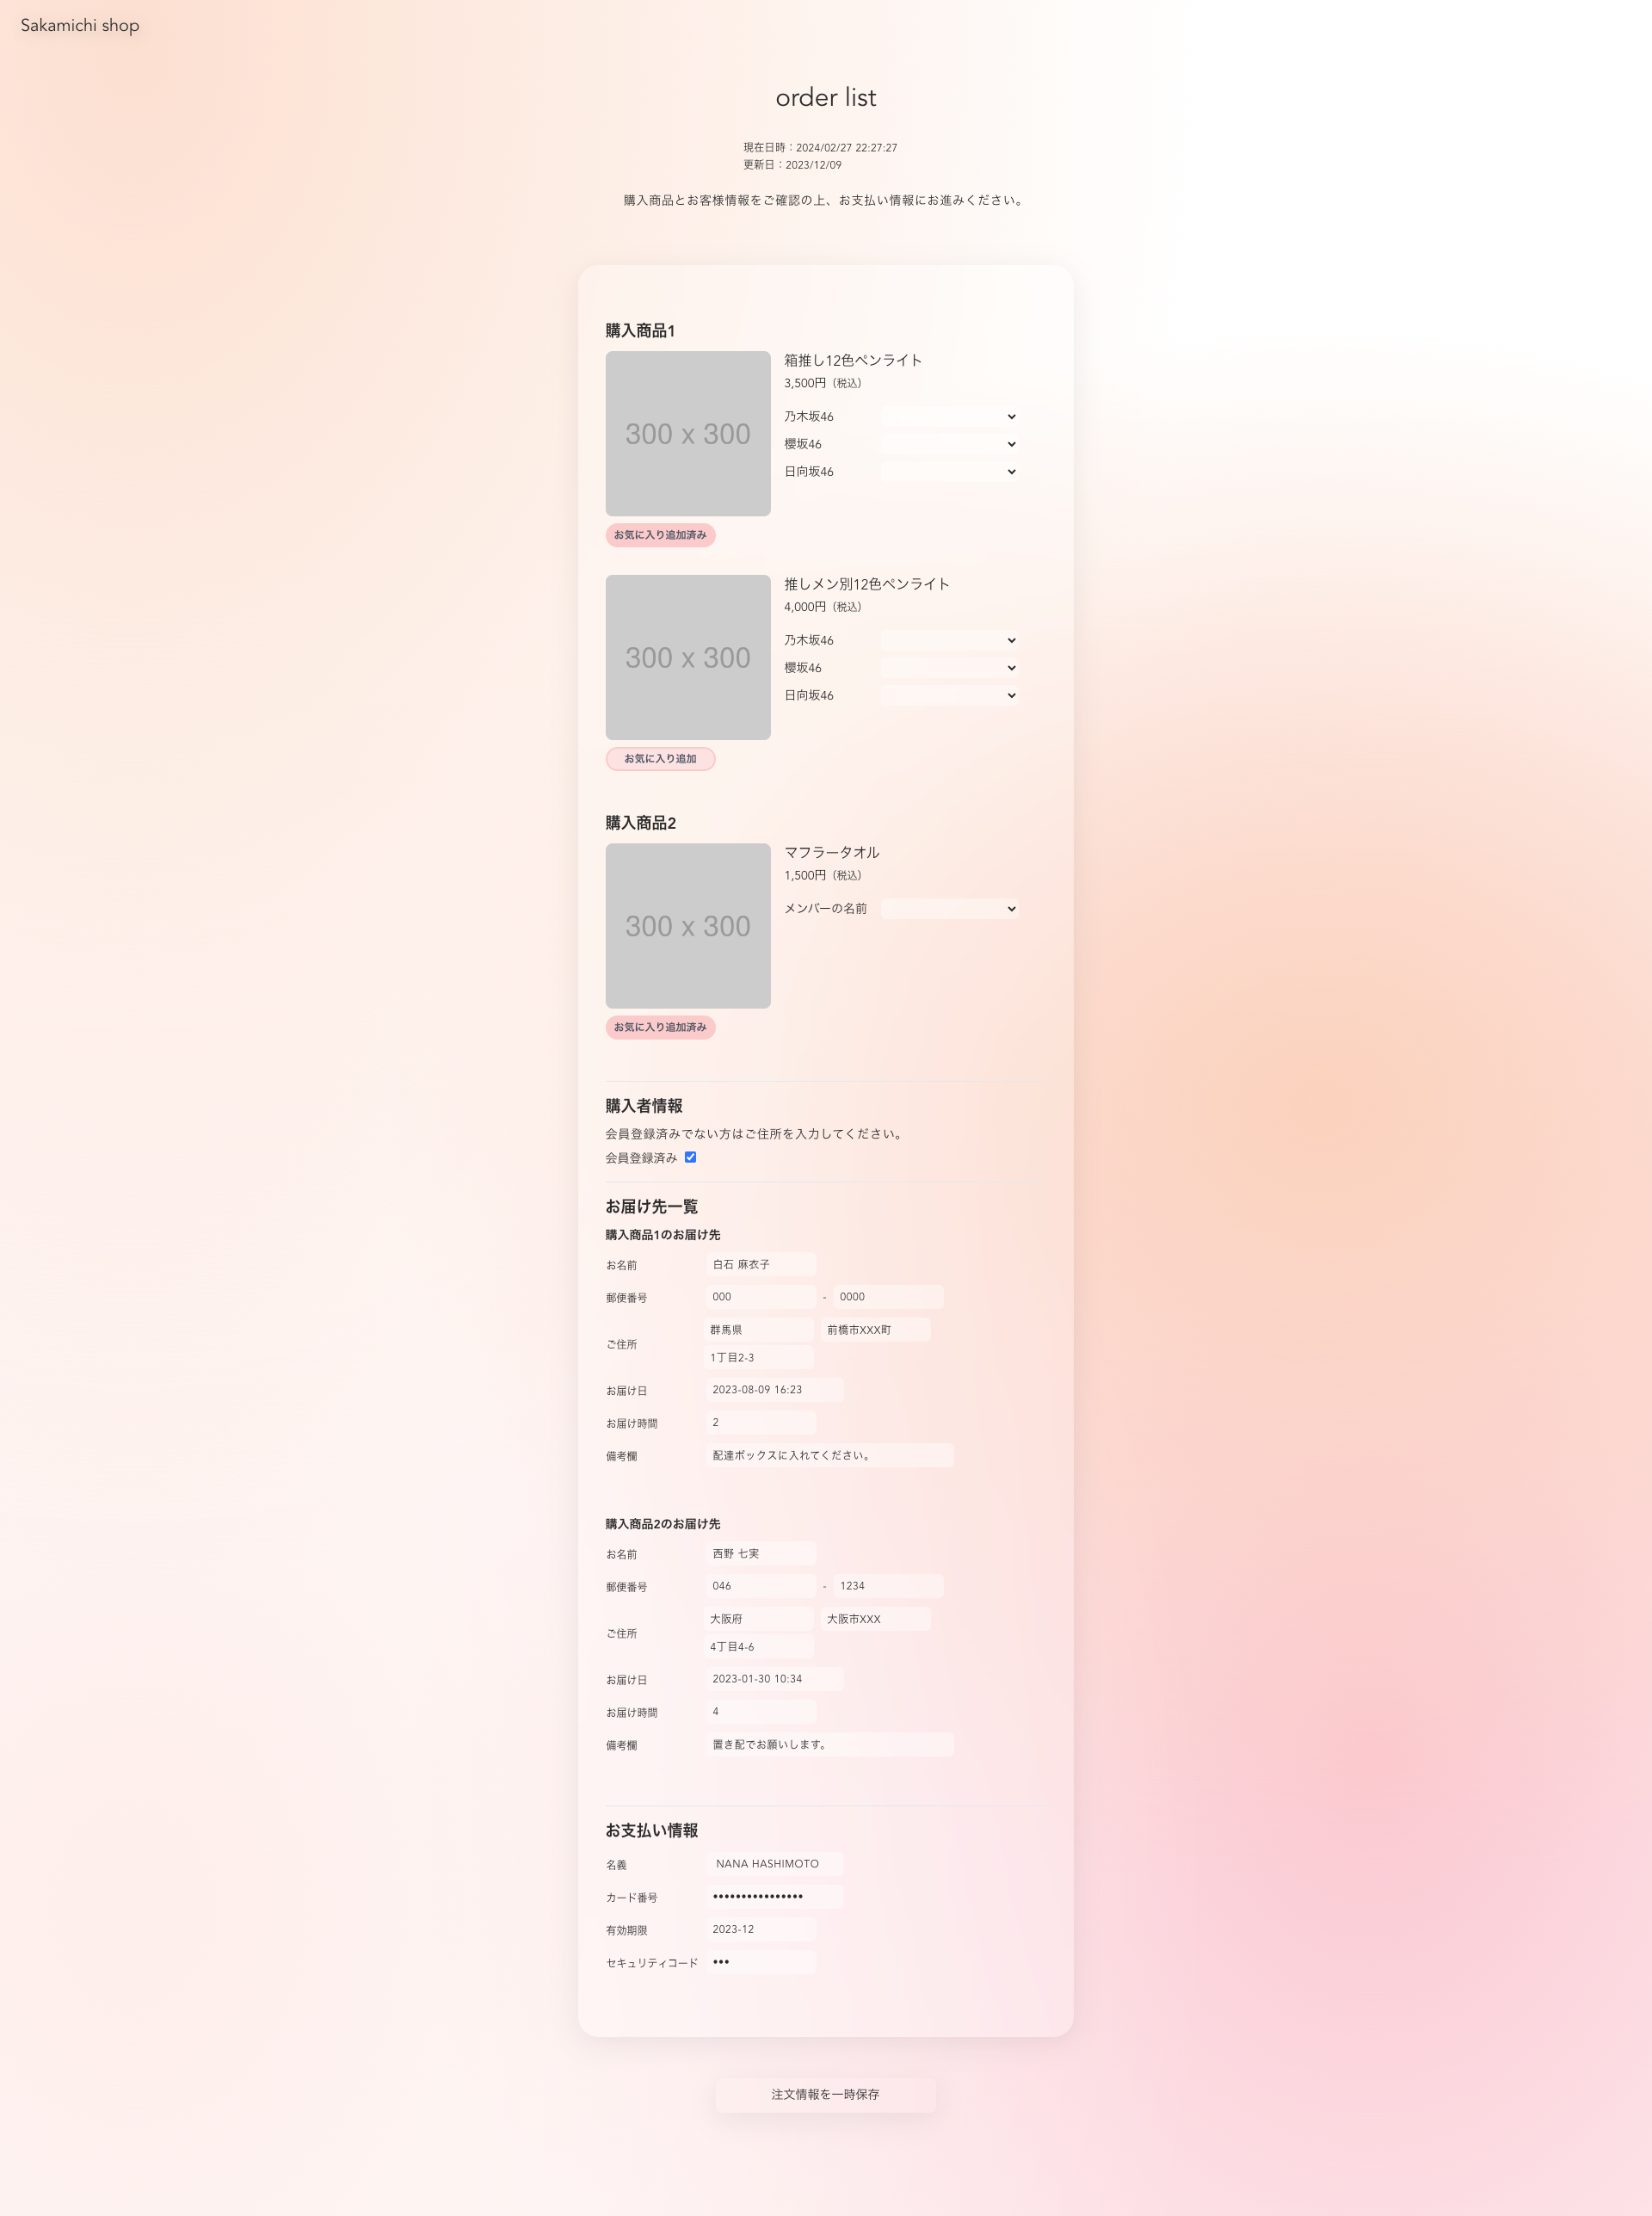 Sakamichi shop
order list
現在日時：2024/02/27 22:27:27
更新日：2023/12/09
購入商品とお客様情報をご確認の上、お支払い情報にお進みください。
購入商品1
300 x 300
箱推し12色ペンライト
3,500円（税込）
乃木坂46
櫻坂46
日向坂46
お気に入り追加済み
300 x 300
推しメン別12色ペンライト
4,000円（税込）
乃木坂46
櫻坂46
日向坂46
お気に入り追加
購入商品2
300 x 300
マフラータオル
1,500円（税込）
メンバーの名前
お気に入り追加済み
購入者情報
会員登録済みでない方はご住所を入力してください。
会員登録済み
お届け先一覧
購入商品1のお届け先
お名前 白石 麻衣子
郵便番号 000 - 0000
ご住所 群馬県 前橋市XXX町
1丁目2-3
お届け日 2023-08-09 16:23
お届け時間 2
備考欄 配達ボックスに入れてください。
購入商品2のお届け先
お名前 西野 七実
郵便番号 046 - 1234
ご住所 大阪府 大阪市XXX
4丁目4-6
お届け日 2023-01-30 10:34
お届け時間 4
備考欄 置き配でお願いします。
お支払い情報
名義 NANA HASHIMOTO
カード番号 ••••••••••••••••
有効期限 2023-12
セキュリティコード •••
注文情報を一時保存